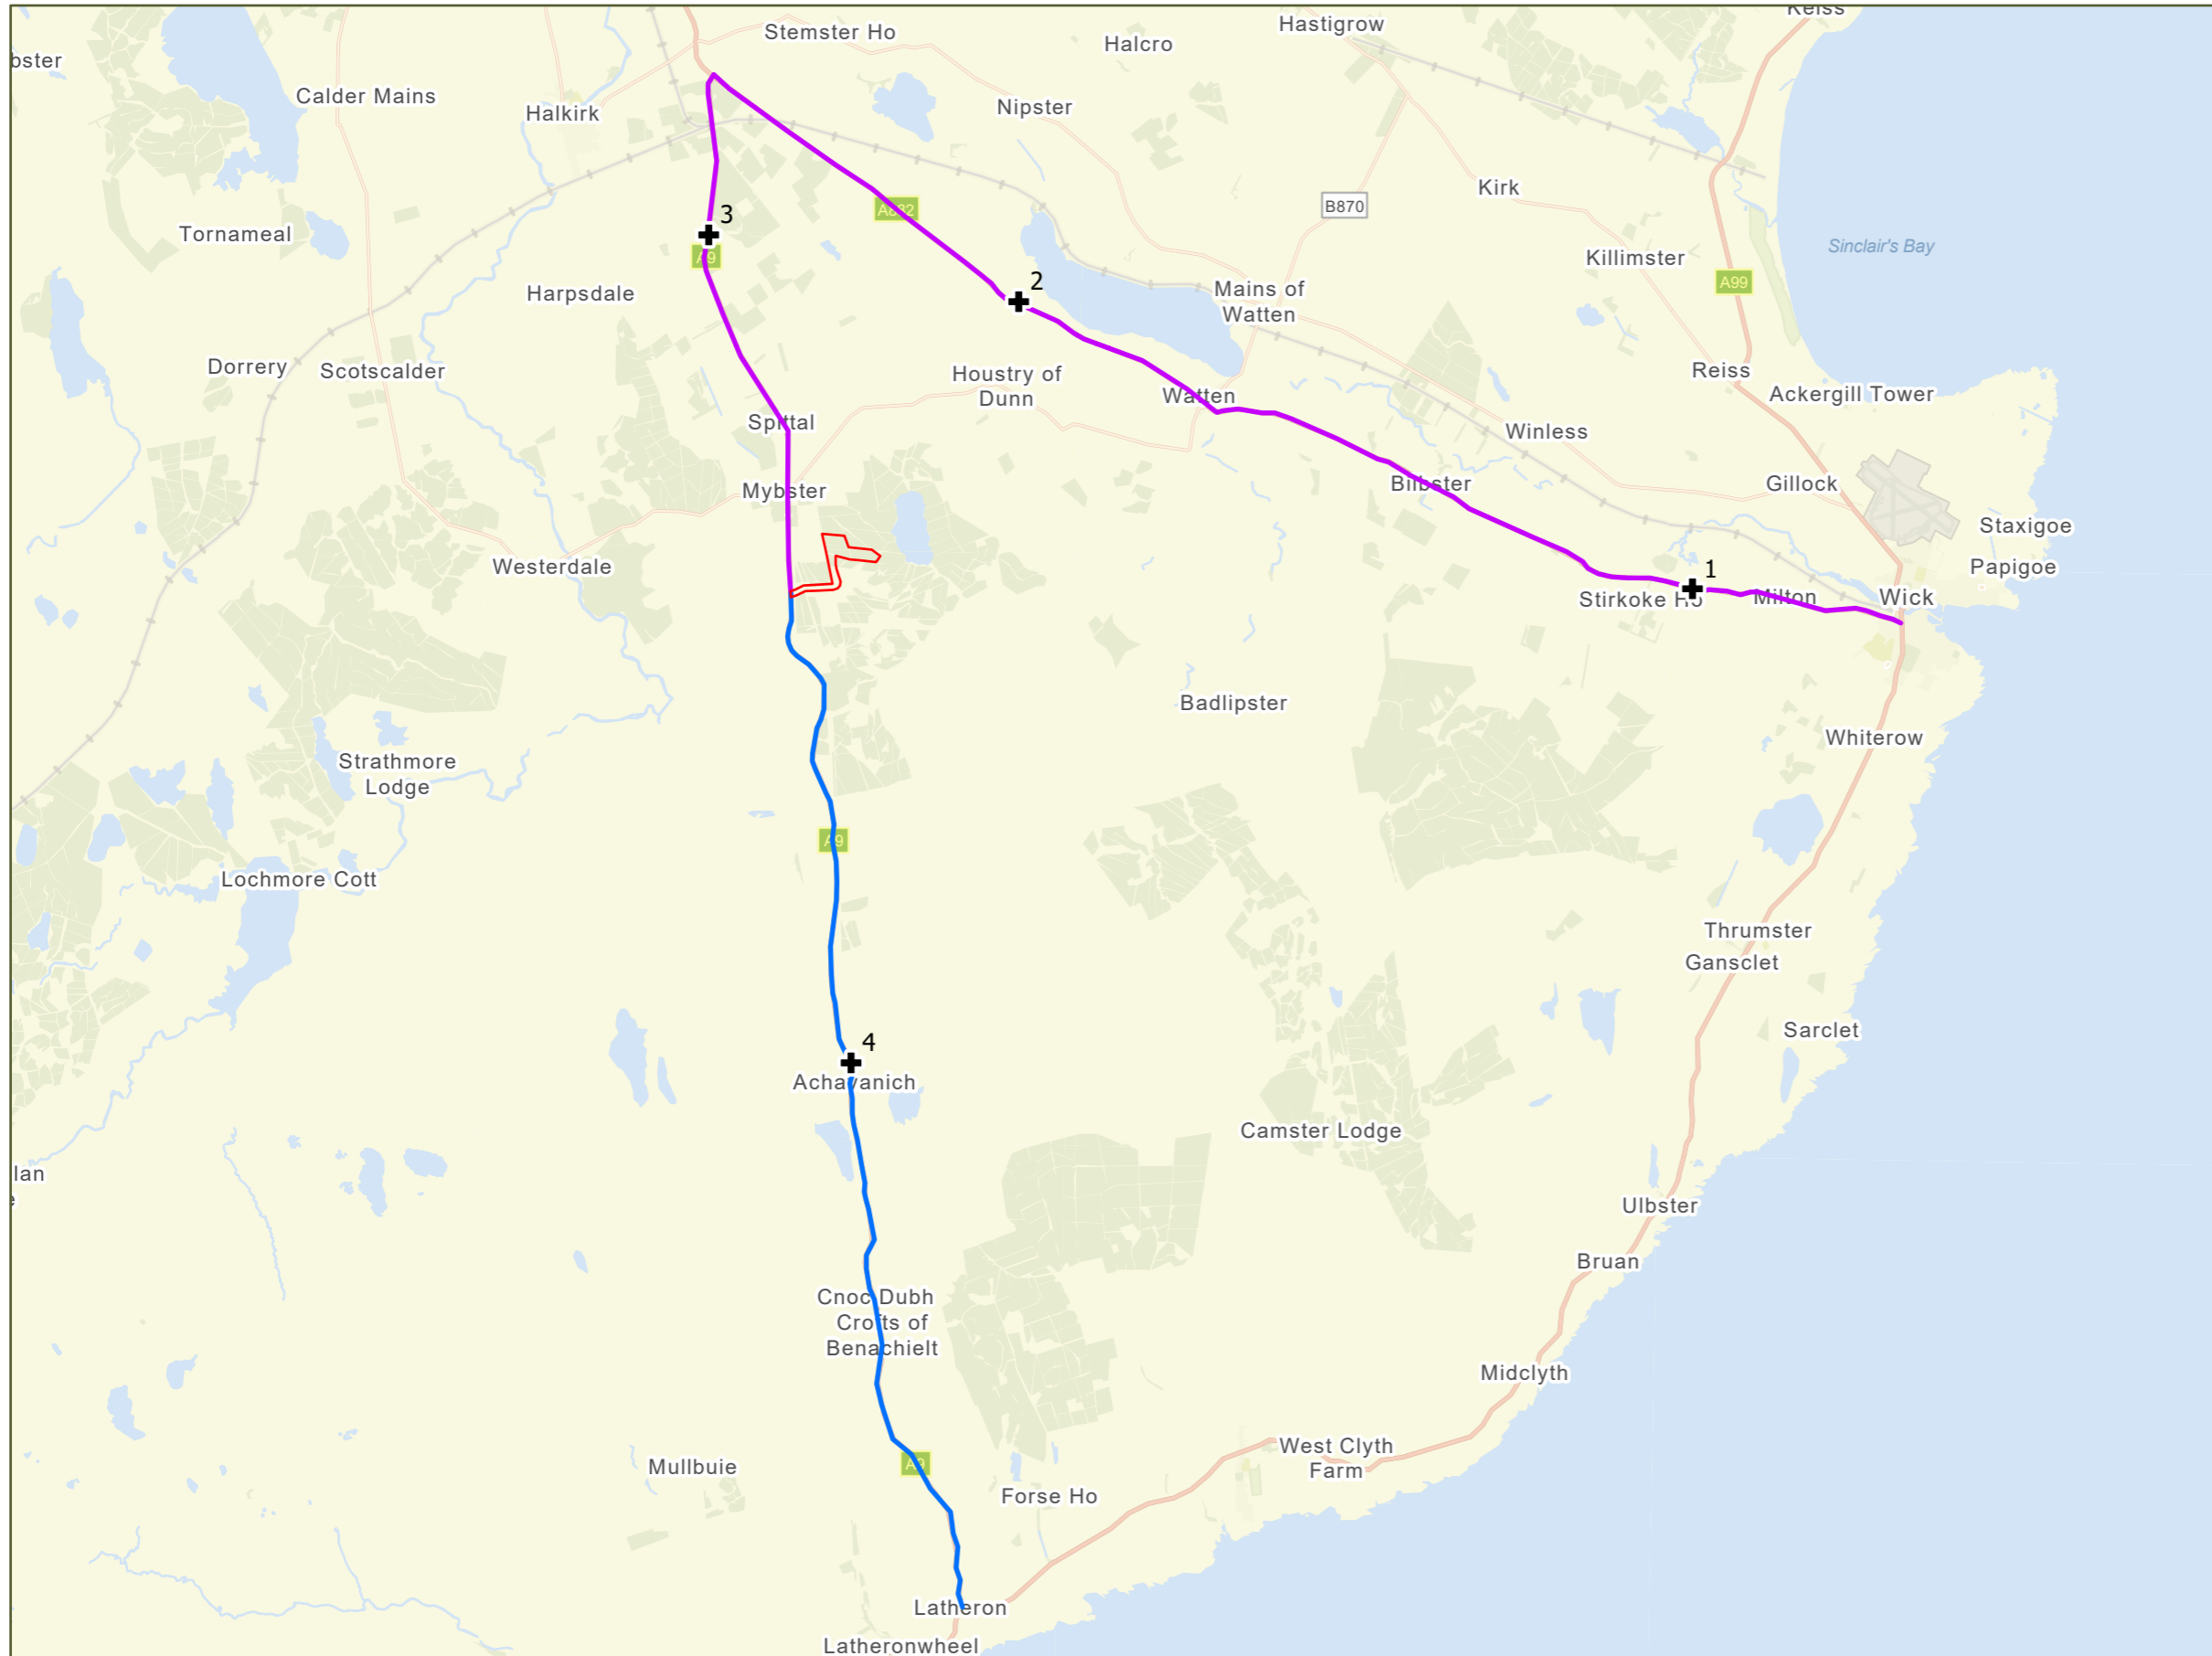 Keiss
Hastigrow
Stemster Ho
Halcro
bster
Calder Mains
Nipster
Halkirk
Kirk
B870
A882
3
Tornameal
Sinclair's Bay
A9
Killimster
2
A99
Mains of
Watten
Harpsdale
Dorrery
Scotscalder
Reiss
Houstry of
Dunn
Ackergill Tower
Watten
Spittal
Winless
Bilbster
Gillock
Mybster
Staxigoe
Westerdale
Papigoe
1
Stirkoke Ho
Milton
Wick
Badlipster
Whiterow
Strathmore
Lodge
A9
Lochmore Cott
Thrumster
Gansclet
Sarclet
4
Achavanich
Camster Lodge
lan
e
Ulbster
Bruan
Cnoc Dubh
Crofts of
Benachielt
Midclyth
West Clyth
Farm
A9
Mullbuie
Forse Ho
Latheron
Latheronwheel